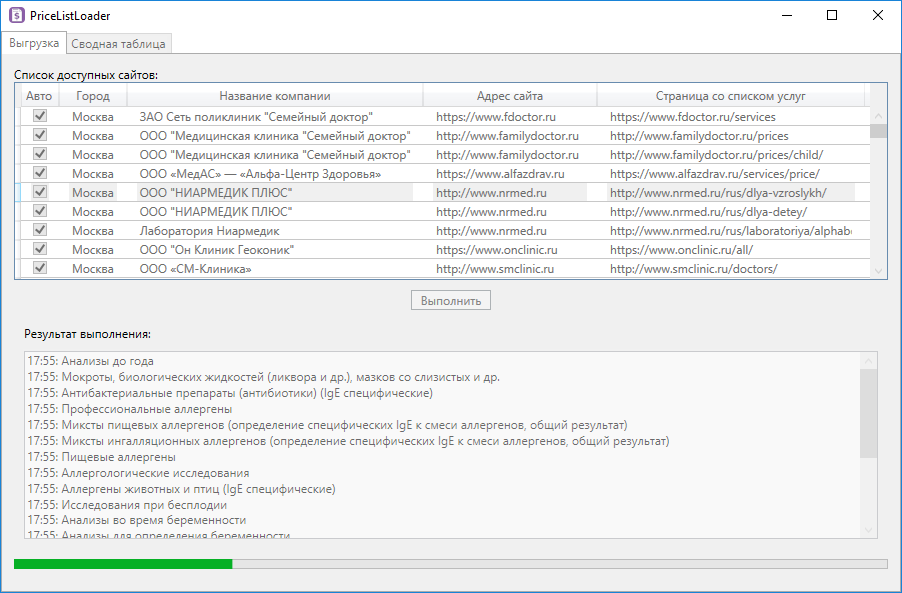 PriceListLoader
Выгрузка Сводная таблица
Список доступных сайтов:
Авто Город Название компании Адрес сайта Страница со списком услуг
Москва ЗАО Сеть поликлиник "Семейный доктор" https://www.fdoctor.ru https://www.fdoctor.ru/services
Москва ООО "Медицинская клиника "Семейный доктор" http://www.familydoctor.ru http://www.familydoctor.ru/prices
Москва ООО "Медицинская клиника "Семейный доктор" http://www.familydoctor.ru http://www.familydoctor.ru/prices/child/
Москва ООО «МедАС» — «Альфа-Центр Здоровья» https://www.alfazdrav.ru https://www.alfazdrav.ru/services/price/
Москва ООО "НИАРМЕДИК ПЛЮС" http://www.nrmed.ru http://www.nrmed.ru/rus/dlya-vzroslykh/
Москва ООО "НИАРМЕДИК ПЛЮС" http://www.nrmed.ru http://www.nrmed.ru/rus/dlya-detey/
Москва Лаборатория Ниармедик http://www.nrmed.ru http://www.nrmed.ru/rus/laboratoriya/alphabe
Москва ООО "Он Клиник Геоконик" https://www.onclinic.ru https://www.onclinic.ru/all/
Москва ООО «СМ-Клиника» http://www.smclinic.ru http://www.smclinic.ru/doctors/
Выполнить
Результат выполнения:
17:55: Анализы до года
17:55: Мокроты, биологических жидкостей (ликвора и др.), мазков со слизистых и др.
17:55: Антибактериальные препараты (антибиотики) (IgE специфические)
17:55: Профессиональные аллергены
17:55: Миксты пищевых аллергенов (определение специфических IgE к смеси аллергенов, общий результат)
17:55: Миксты ингалляционных аллергенов (определение специфических IgE к смеси аллергенов, общий результат)
17:55: Пищевые аллергены
17:55: Аллергологические исследования
17:55: Аллергены животных и птиц (IgE специфические)
17:55: Исследования при бесплодии
17:55: Анализы во время беременности
17:55: Анализы для определения беременности